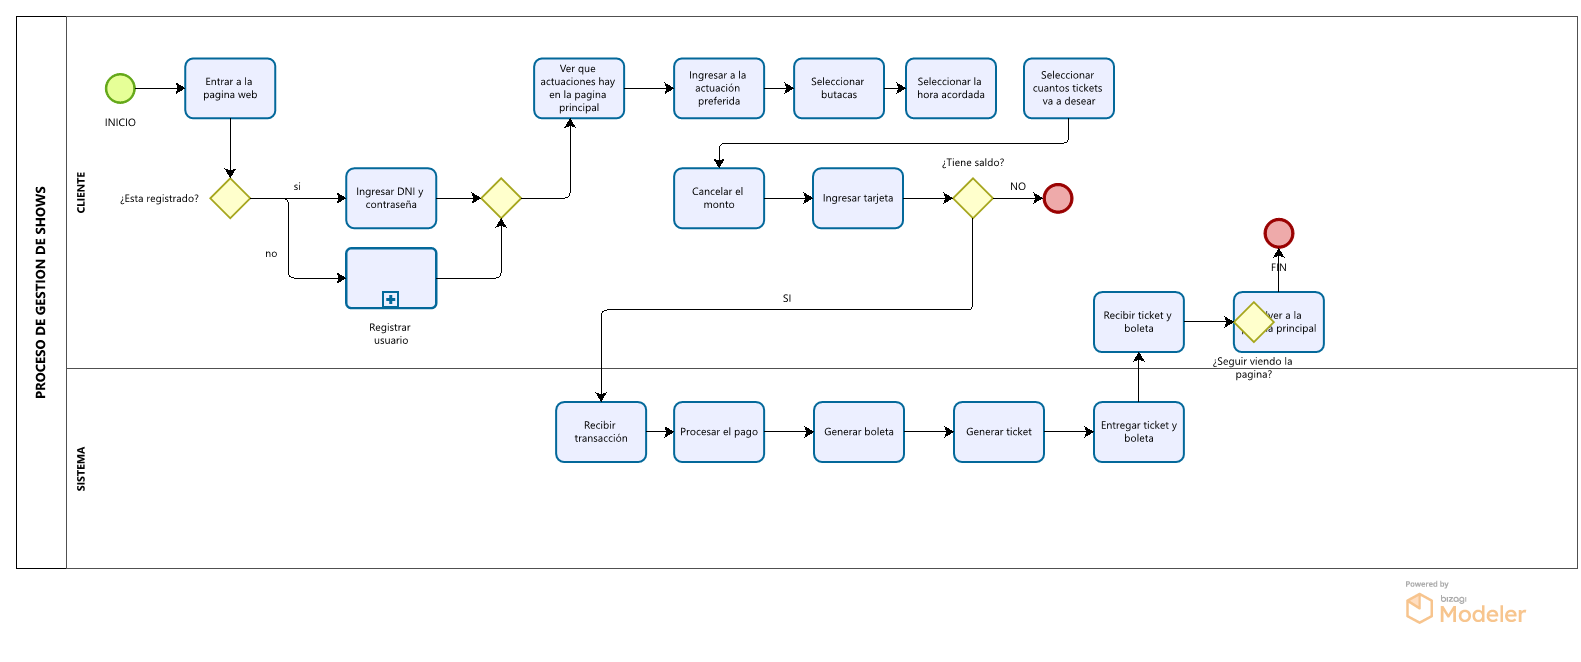 PROCESO DE GESTION DE SHOWS
CLIENTE
INICIO
Entrar a la
pagina web
¿Esta registrado?
si
no
Ingresar DNI y
contraseña
Registrar
usuario
Ver que
actuaciones hay
en la pagina
principal
Ingresar a la
actuación
preferida
Seleccionar
butacas
Seleccionar la
hora acordada
Seleccionar
cuantos tickets
va a desear
Cancelar el
monto
Ingresar tarjeta
¿Tiene saldo?
NO
SI
Recibir ticket y
boleta
FIN
a la
principal
¿Seguir viendo la
pagina?
SISTEMA
Recibir
transacción
Procesar el pago
Generar boleta
Generar ticket
Entregar ticket y
boleta
Powered by
bizagi
Modeler